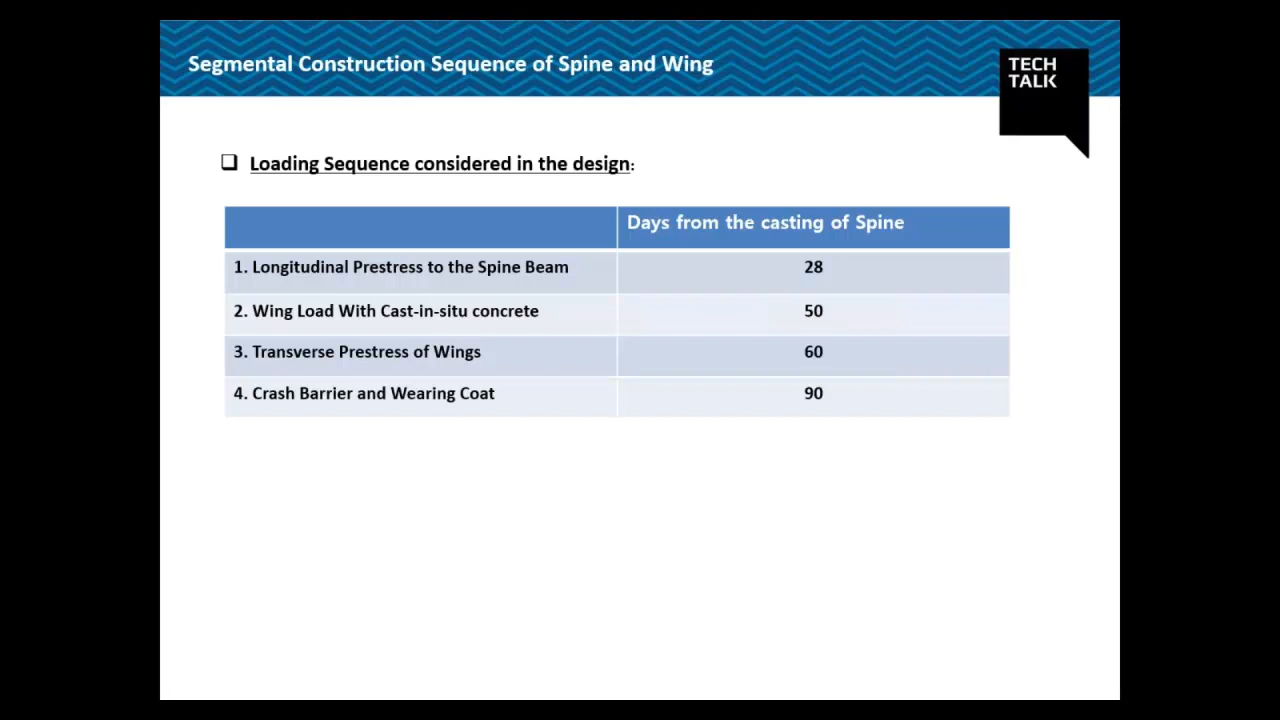 Segmental Construction Sequence of Spine and Wing
TECH
TALK
❑ Loading Sequence considered in the design:
Days from the casting of Spine
1. Longitudinal Prestress to the Spine Beam 28
2. Wing Load With Cast-in-situ concrete 50
3. Transverse Prestress of Wings 60
4. Crash Barrier and Wearing Coat 90